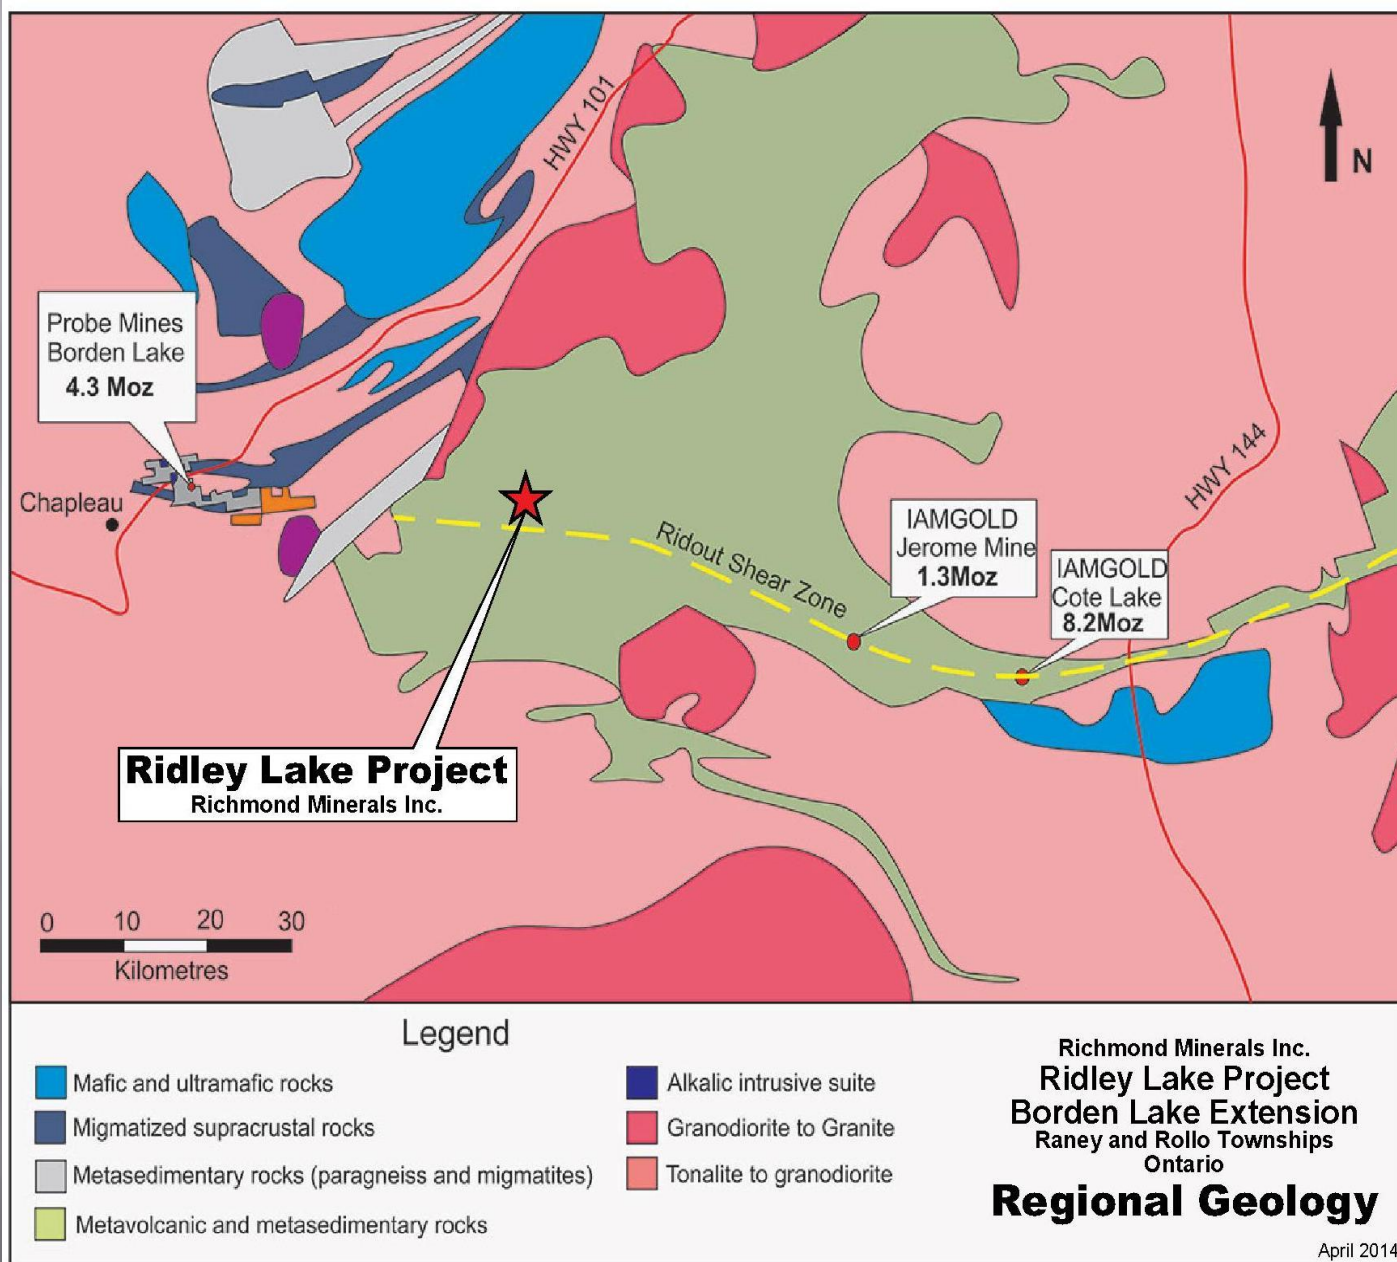 HWY 101
N
Probe Mines
Borden Lake
4.3 Moz
Chapleau
HWY 144
IAMGOLD
Jerome Mine
1.3Moz
Ridout Shear Zone
IAMGOLD
Cote Lake
8.2Moz
Ridley Lake Project
Richmond Minerals Inc.
0 10 20 30
Kilometres
Legend
Mafic and ultramafic rocks
Migmatized supracrustal rocks
Metasedimentary rocks (paragneiss and migmatites)
Metavolcanic and metasedimentary rocks
Alkalic intrusive suite
Granodiorite to Granite
Tonalite to granodiorite
Richmond Minerals Inc.
Ridley Lake Project
Borden Lake Extension
Raney and Rollo Townships
Ontario
Regional Geology
April 2014